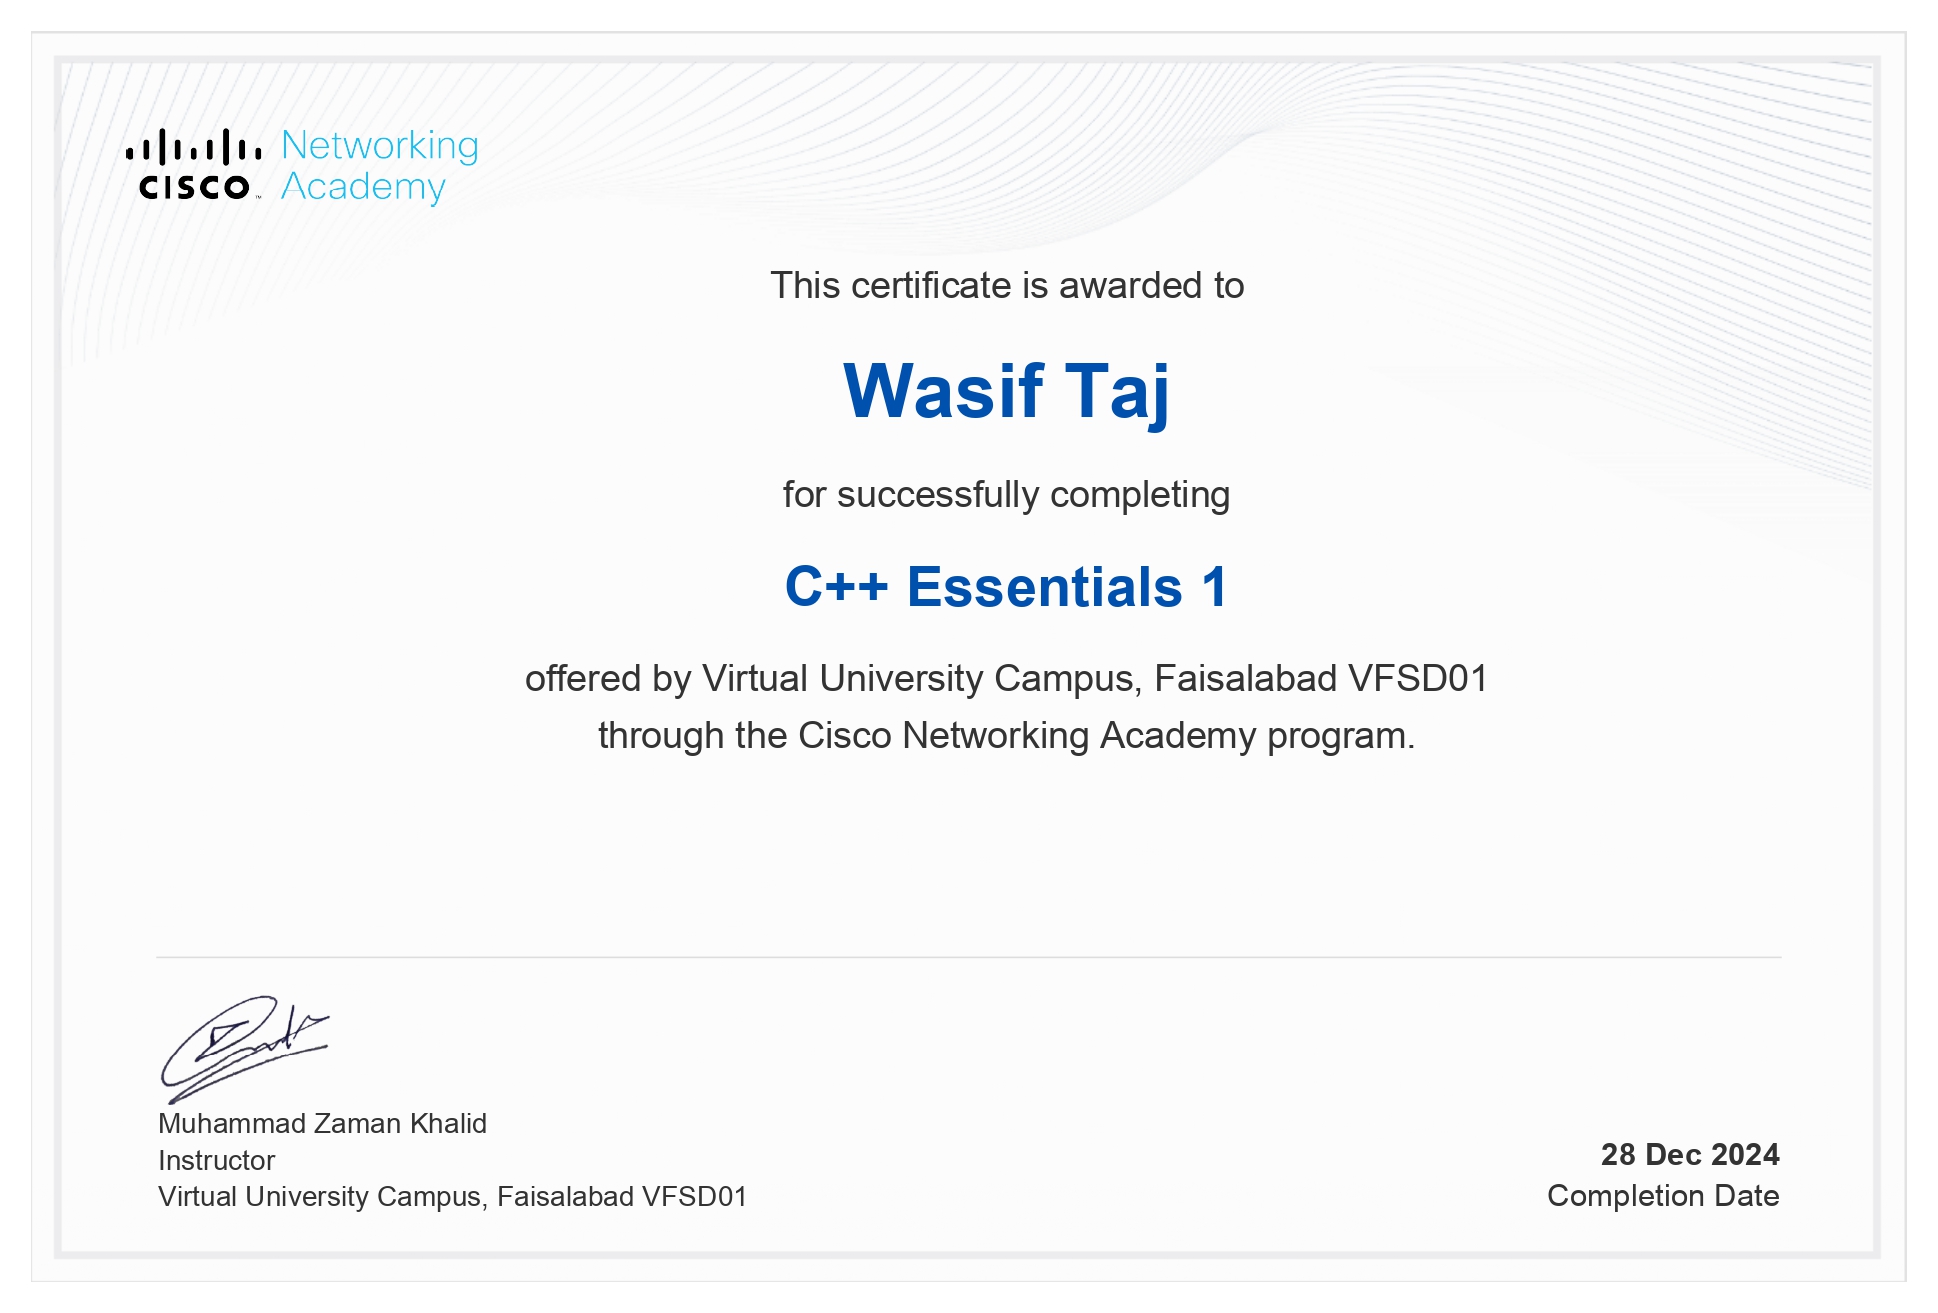 Networking
CISCO™ Academy
This certificate is awarded to
Wasif Taj
for successfully completing
C++ Essentials 1
offered by Virtual University Campus, Faisalabad VFSD01
through the Cisco Networking Academy program.
Muhammad Zaman Khalid
Instructor
Virtual University Campus, Faisalabad VFSD01
28 Dec 2024
Completion Date